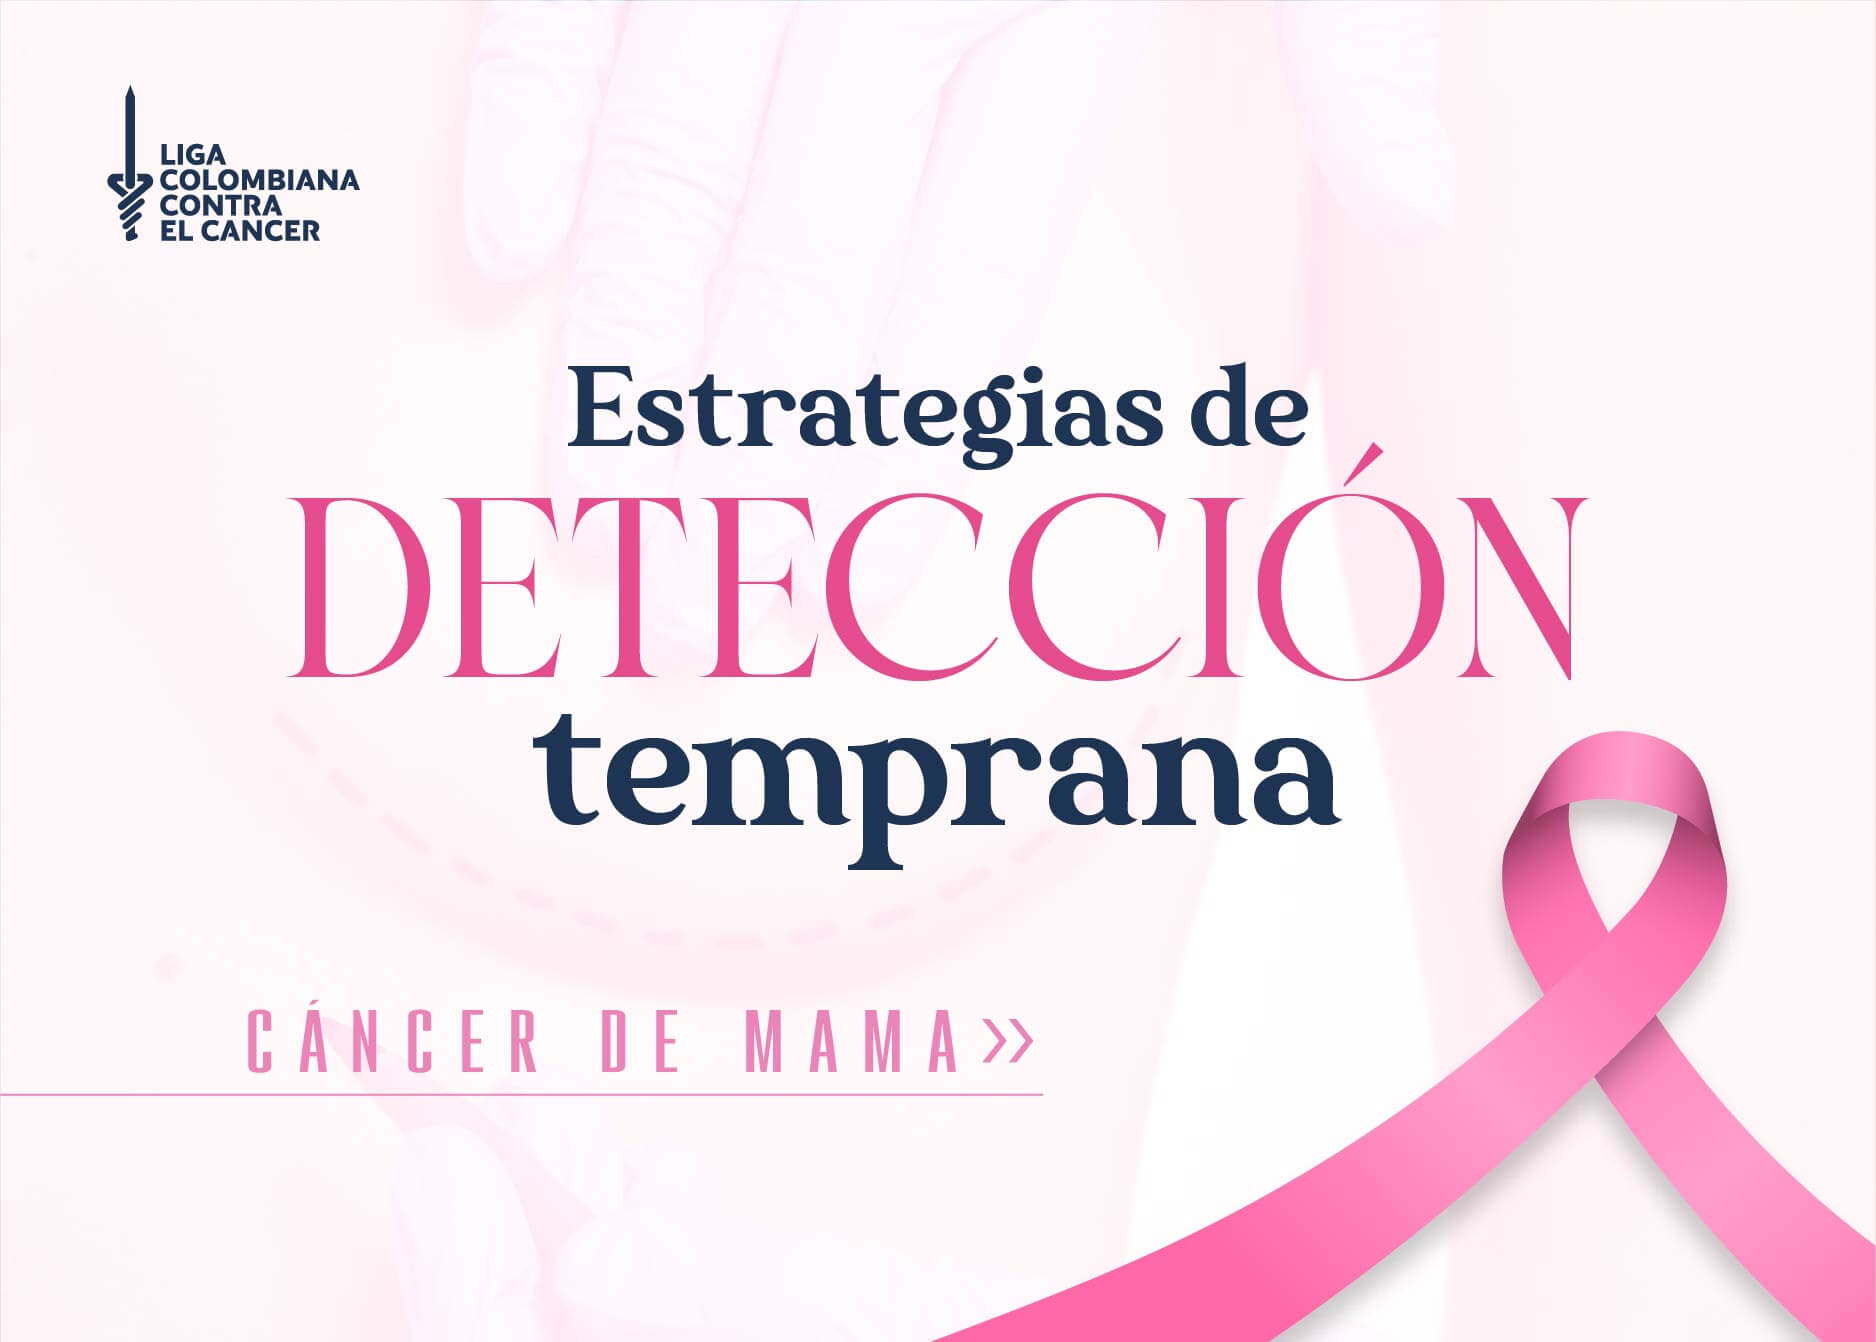 LIGA
COLOMBIANA
CONTRA
EL CANCER
Estrategias de
DETECCIÓN
temprana
CÁNCER DE MAMA »